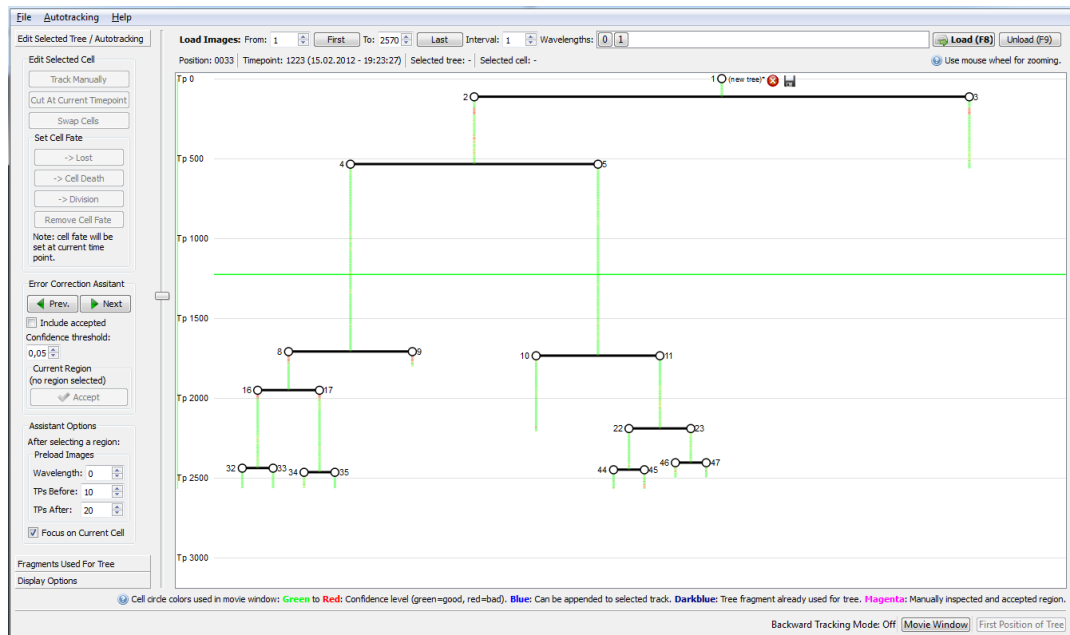 File Autotracking Help
Edit Selected Tree / Autotracking
Load Images: From: 1 First To: 2570 Last Interval: 1 Wavelengths: 0 1 Load (F8) Unload (F9)
Position: 0033 Timepoint: 1223 (15.02.2012 - 19:23:27) Selected tree: - Selected cell: - Use mouse wheel for zooming.
Edit Selected Cell
Track Manually
Cut At Current Timepoint
Swap Cells
Set Cell Fate
-> Lost
-> Cell Death
-> Division
Remove Cell Fate
Note: cell fate will be
set at current time
point.
Error Correction Assitant
Prev. Next
Include accepted
Confidence threshold:
0,05
Current Region
(no region selected)
Accept
Assistant Options
After selecting a region:
Preload Images
Wavelength: 0
TPs Before: 10
TPs After: 20
Focus on Current Cell
Fragments Used For Tree
Display Options
Tp 0
1 (new tree)*
2 3
Tp 500
4 5
Tp 1000
Tp 1500
8 9 10 11
16 17
Tp 2000
22 23
32 33 34 35 44 45 46 47
Tp 2500
Tp 3000
Cell circle colors used in movie window: Green to Red: Confidence level (green=good, red=bad). Blue: Can be appended to selected track. Darkblue: Tree fragment already used for tree. Magenta: Manually inspected and accepted region.
Backward Tracking Mode: Off Movie Window First Position of Tree